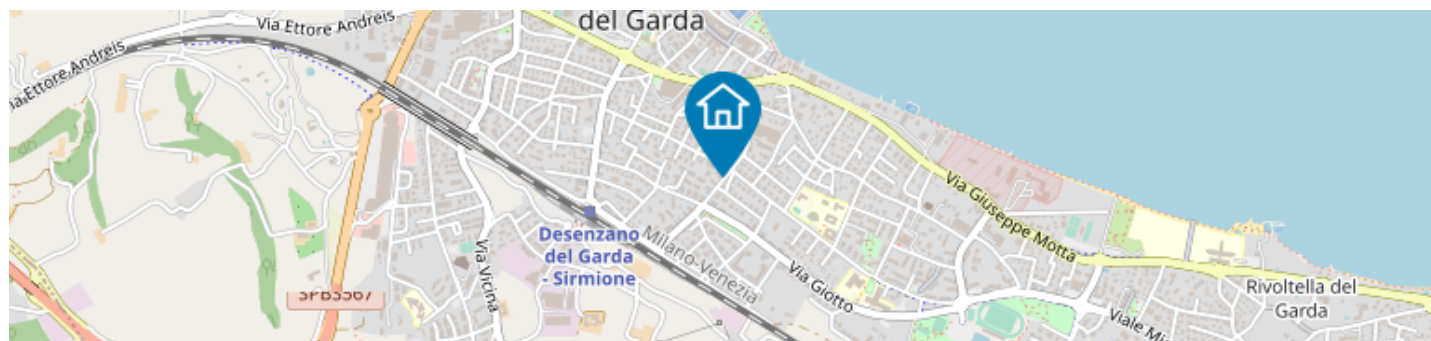 del Garda
Via Ettore Andreis
Via Ettore Andreis
Via Giuseppe Motta
Desenzano
del Garda
- Sirmione
Milano-Venezia
Via Vicina
Via Giotto
SPBS567
Rivoltella del
Garda